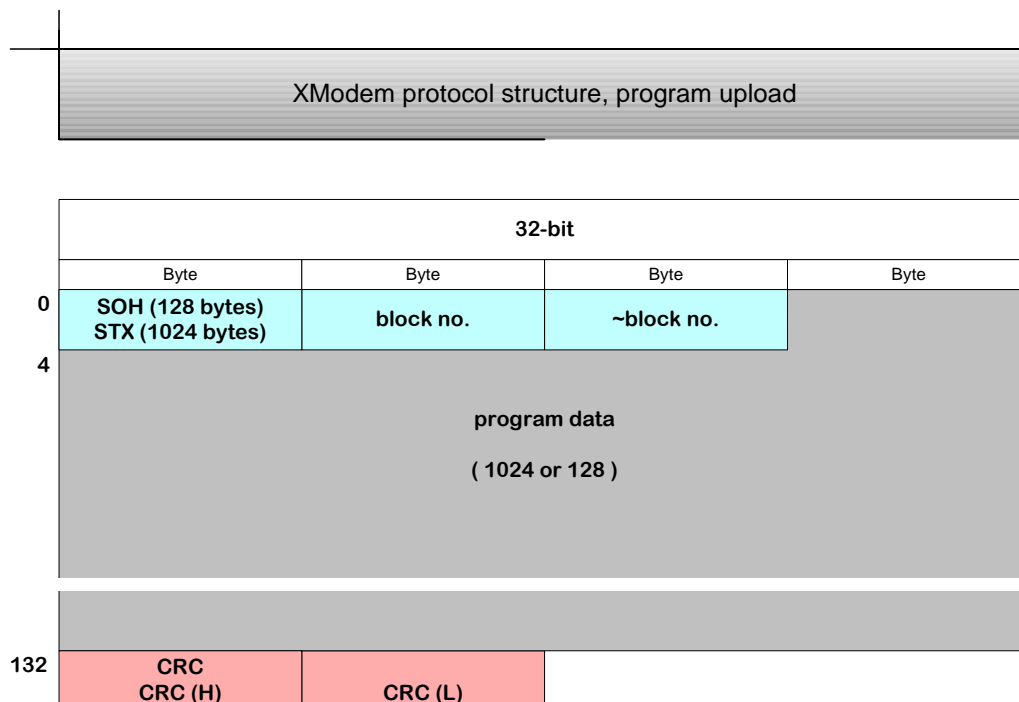 XModem protocol structure, program upload
32-bit
Byte Byte Byte Byte
0
SOH (128 bytes)
STX (1024 bytes)
block no.
~block no.
4
program data
( 1024 or 128 )
132
CRC
CRC (H)
CRC (L)